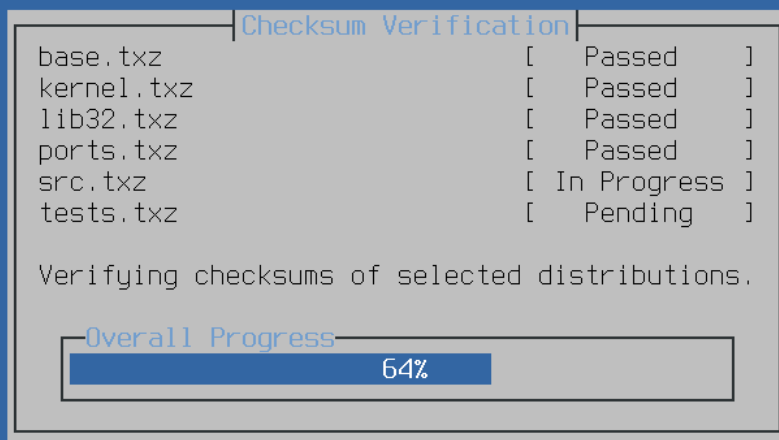 Checksum Verification
base.txz [ Passed ]
kernel.txz [ Passed ]
lib32.txz [ Passed ]
ports.txz [ Passed ]
src.txz [ In Progress ]
tests.txz [ Pending ]
Verifying checksums of selected distributions.
Overall Progress
64%